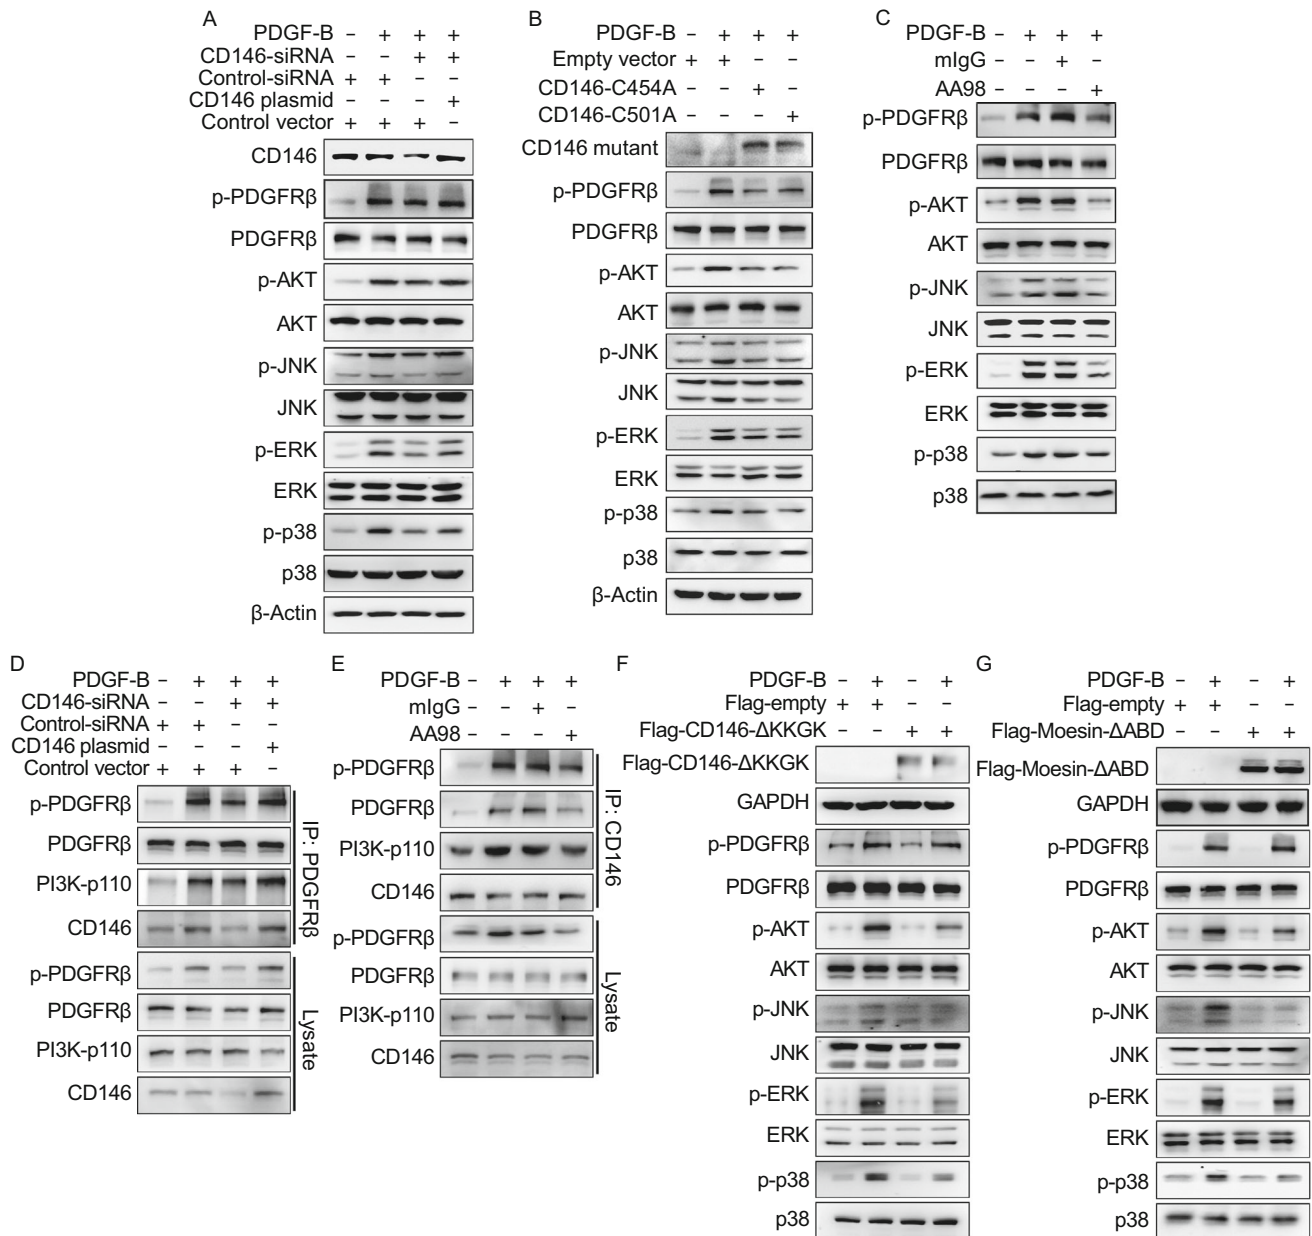 A
PDGF-B – + + +
CD146-siRNA – – + +
Control-siRNA + + – –
CD146 plasmid – – – +
Control vector + + + –
CD146
p-PDGFRβ
PDGFRβ
p-AKT
AKT
p-JNK
JNK
p-ERK
ERK
p-p38
p38
β-Actin
B
PDGF-B – + + +
Empty vector + + – –
CD146-C454A – – + –
CD146-C501A – – – +
CD146 mutant
p-PDGFRβ
PDGFRβ
p-AKT
AKT
p-JNK
JNK
p-ERK
ERK
p-p38
p38
β-Actin
C
PDGF-B – + + +
mIgG – – + –
AA98 – – – +
p-PDGFRβ
PDGFRβ
p-AKT
AKT
p-JNK
JNK
p-ERK
ERK
p-p38
p38
D
PDGF-B – + + +
CD146-siRNA – – + +
Control-siRNA + + – –
CD146 plasmid – – – +
Control vector + + + –
p-PDGFRβ
PDGFRβ
PI3K-p110
CD146
IP: PDGFRβ
p-PDGFRβ
PDGFRβ
PI3K-p110
CD146
Lysate
E
PDGF-B – + + +
mIgG – – + –
AA98 – – – +
p-PDGFRβ
PDGFRβ
PI3K-p110
CD146
IP: CD146
p-PDGFRβ
PDGFRβ
PI3K-p110
CD146
Lysate
F
PDGF-B – + – +
Flag-empty + + – –
Flag-CD146-ΔKKGK – – + +
Flag-CD146-ΔKKGK
GAPDH
p-PDGFRβ
PDGFRβ
p-AKT
AKT
p-JNK
JNK
p-ERK
ERK
p-p38
p38
G
PDGF-B – + – +
Flag-empty + + – –
Flag-Moesin-ΔABD – – + +
Flag-Moesin-ΔABD
GAPDH
p-PDGFRβ
PDGFRβ
p-AKT
AKT
p-JNK
JNK
p-ERK
ERK
p-p38
p38